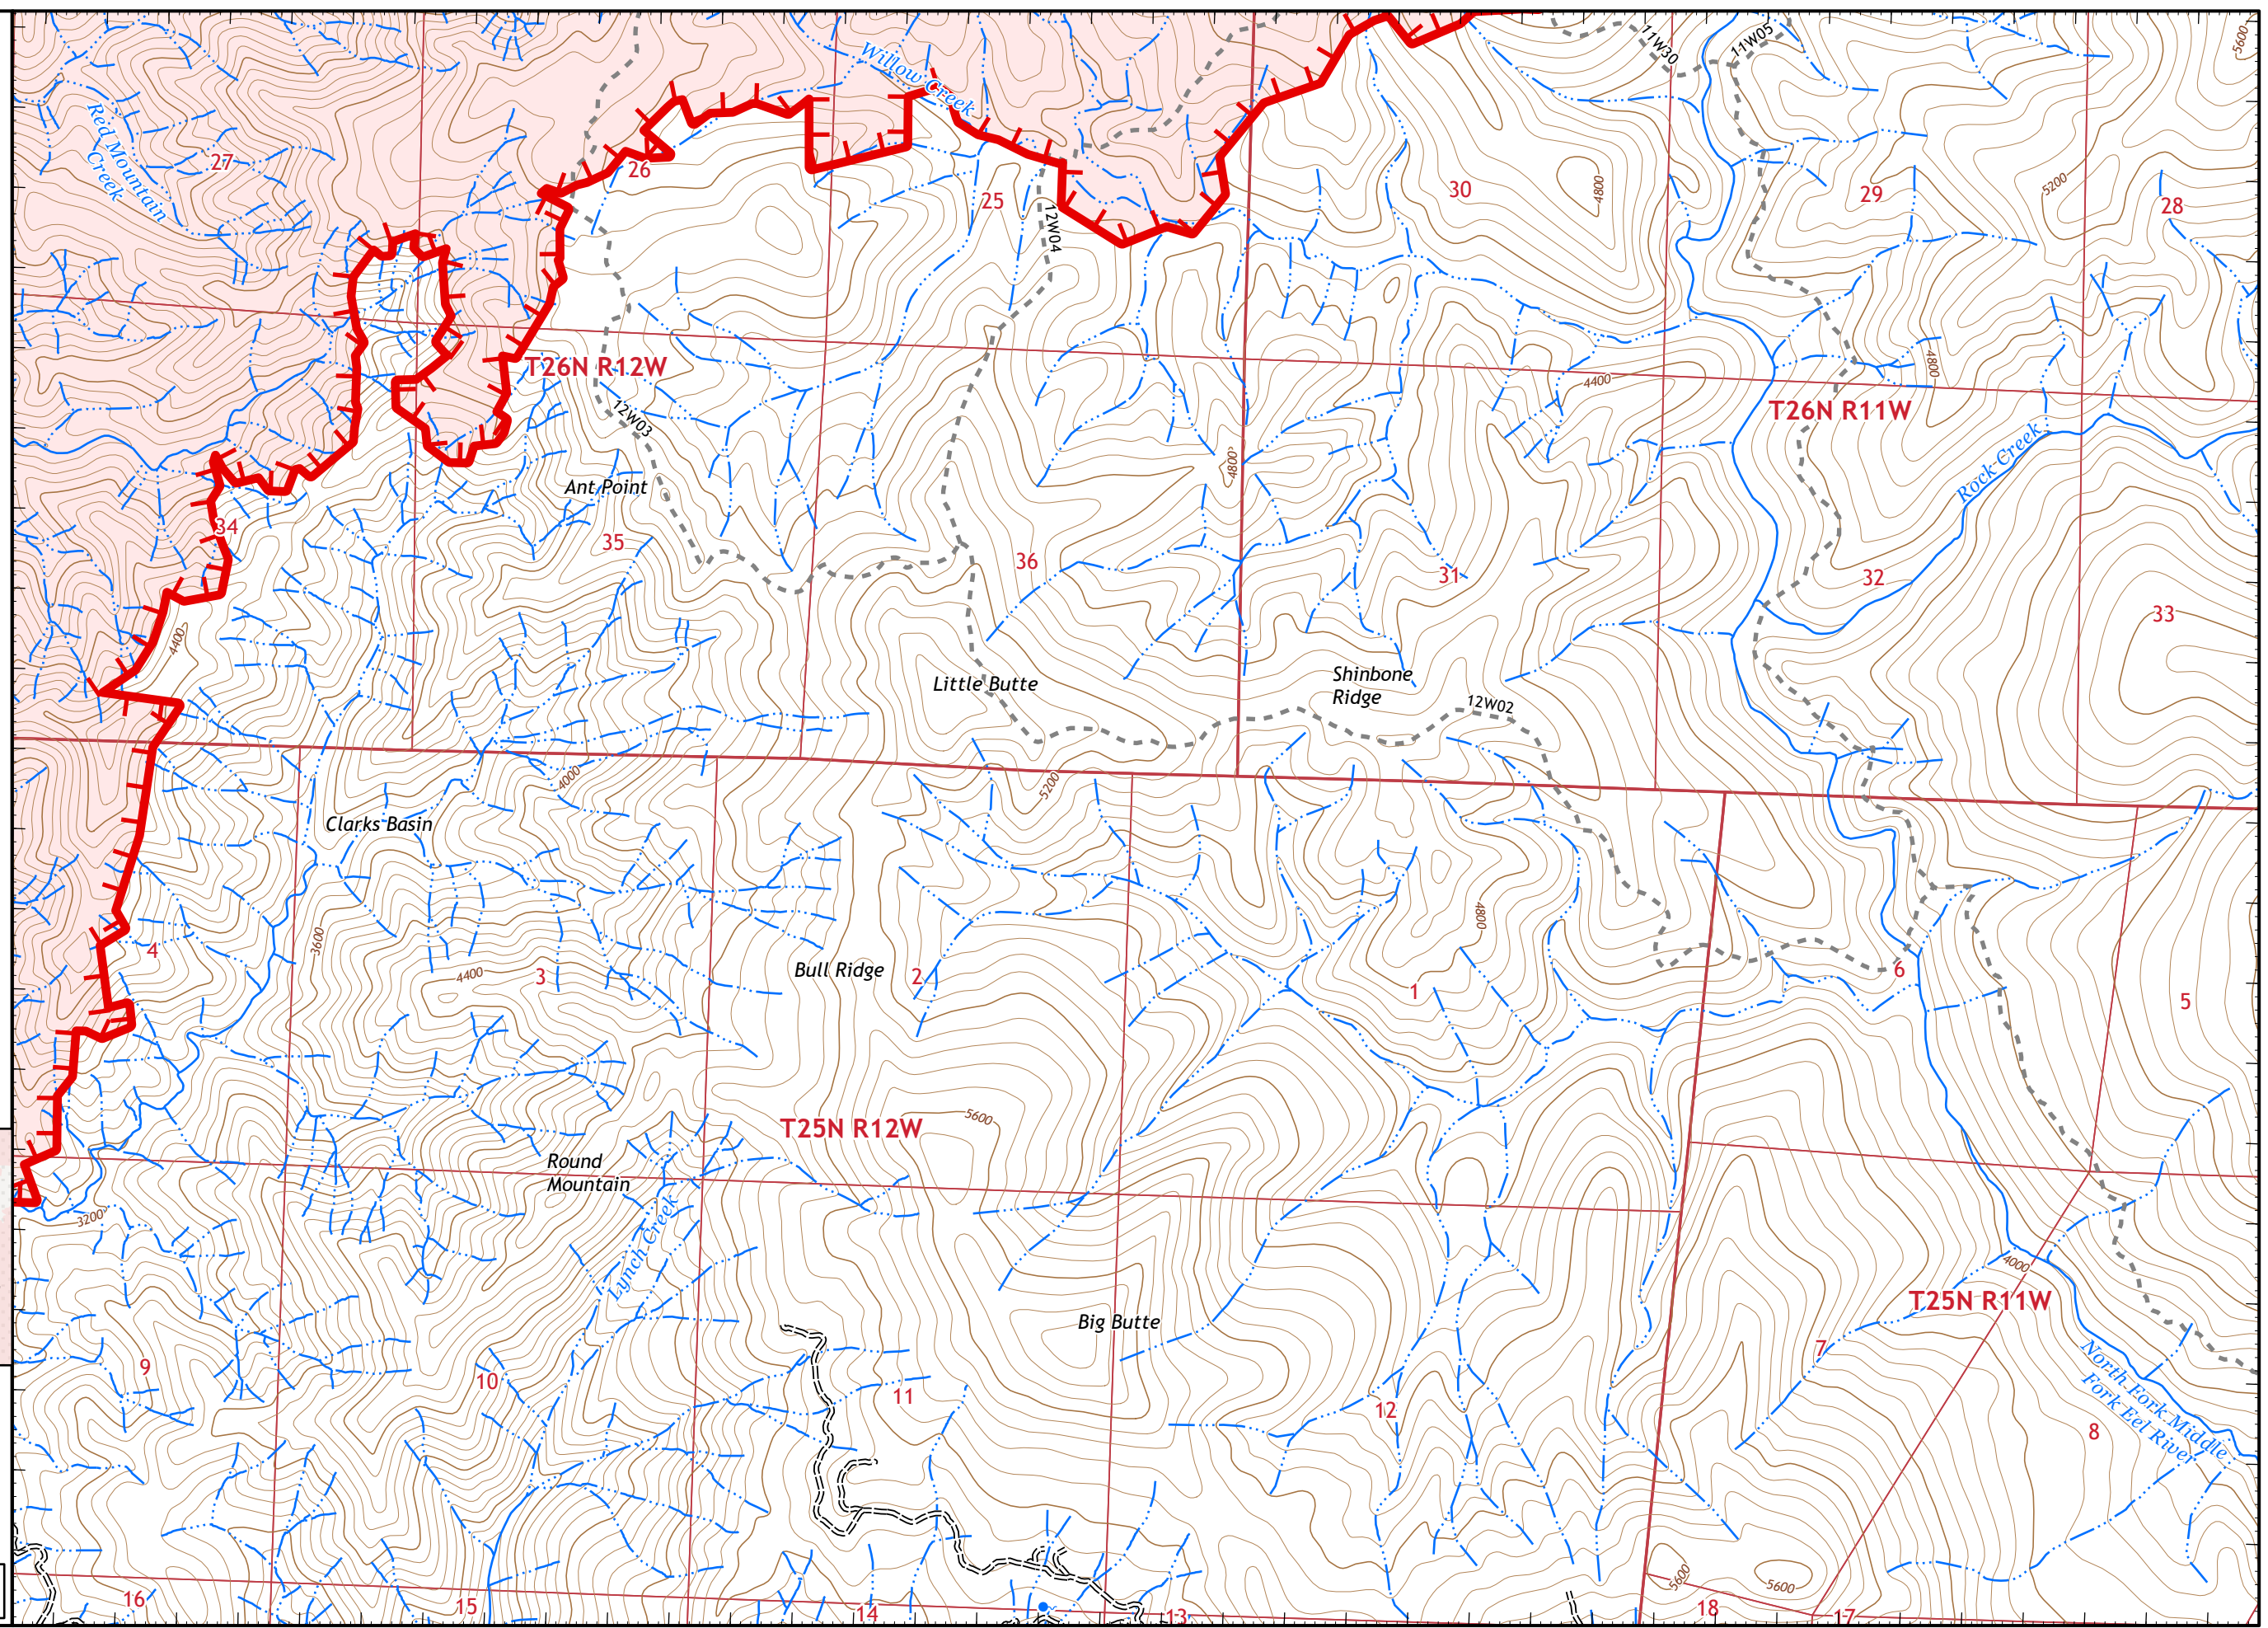 11W30
11W05
5600
Willow Creek
Red Mountain
Creek
27
26
25
30
4800
29
5200
28
12W04
T26N R12W
4400
4800
T26N R11W
12W03
Rock Creek
4800
Ant Point
34
35
36
31
32
33
4400
Little Butte
Shinbone
Ridge
12W02
4000
5200
Clarks Basin
3600
4
4400
3
Bull Ridge
2
4800
1
6
5
T25N R12W
5600
Round
Mountain
3200
Lynch Creek
4000
T25N R11W
Big Butte
7
North Fork Middle
Fork Eel River
9
10
11
12
8
5600
5600
16
15
14
13
18
17